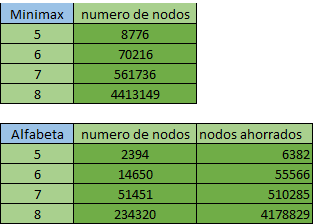 Minimax numero de nodos
5 8776
6 70216
7 561736
8 4413149
Alfabeta numero de nodos nodos ahorrados
5 2394 6382
6 14650 55566
7 51451 510285
8 234320 4178829